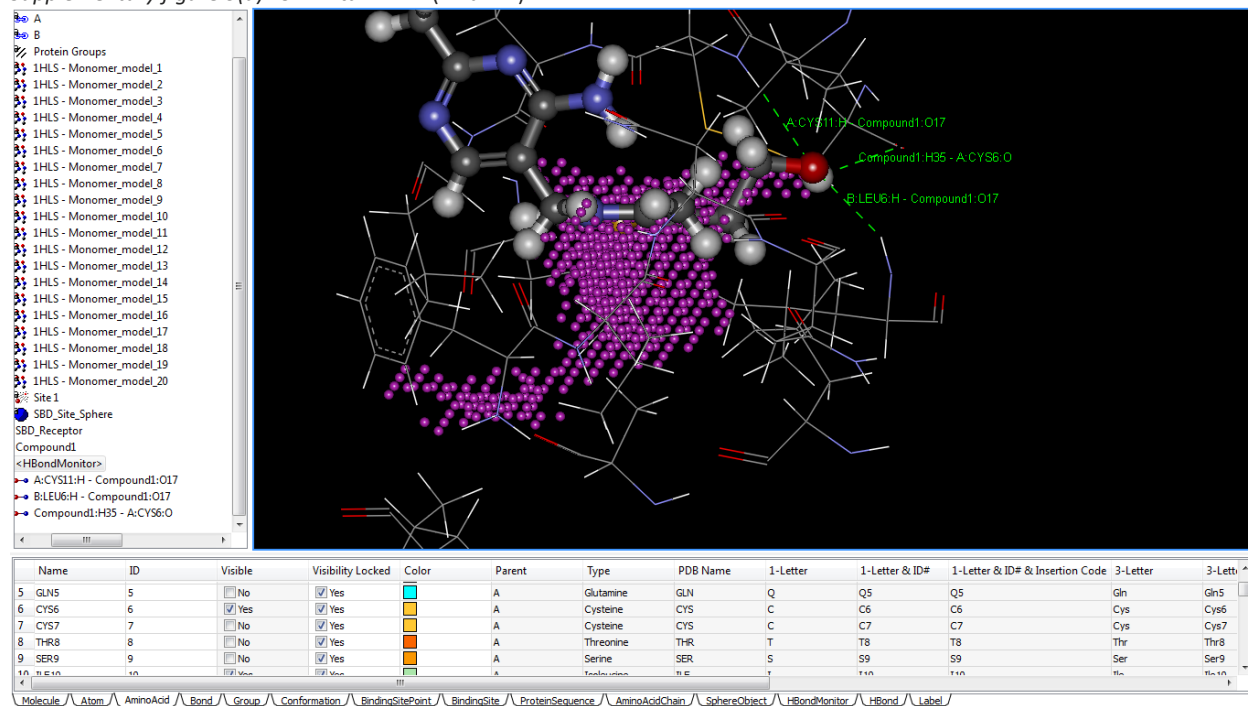 A
B
Protein Groups
1HLS - Monomer_model_1
1HLS - Monomer_model_2
1HLS - Monomer_model_3
1HLS - Monomer_model_4
1HLS - Monomer_model_5
1HLS - Monomer_model_6
1HLS - Monomer_model_7
1HLS - Monomer_model_8
1HLS - Monomer_model_9
1HLS - Monomer_model_10
1HLS - Monomer_model_11
1HLS - Monomer_model_12
1HLS - Monomer_model_13
1HLS - Monomer_model_14
1HLS - Monomer_model_15
1HLS - Monomer_model_16
1HLS - Monomer_model_17
1HLS - Monomer_model_18
1HLS - Monomer_model_19
1HLS - Monomer_model_20
Site 1
SBD_Site_Sphere
SBD_Receptor
Compound1
<HBondMonitor>
A:CYS11:H - Compound1:O17
B:LEU6:H - Compound1:O17
Compound1:H35 - A:CYS6:O
A:CYS11:H - Compound1:O17
Compound1:H35 - A:CYS6:O
B:LEU6:H - Compound1:O17
Name ID Visible Visibility Locked Color Parent Type PDB Name 1-Letter 1-Letter & ID# 1-Letter & ID# & Insertion Code 3-Letter
5 GLN5 5 No Yes A Glutamine GLN Q Q5 Q5 Gln Gln5
6 CYS6 6 Yes Yes A Cysteine CYS C C6 C6 Cys Cys6
7 CYS7 7 No Yes A Cysteine CYS C C7 C7 Cys Cys7
8 THR8 8 No Yes A Threonine THR T T8 T8 Thr Thr8
9 SER9 9 No Yes A Serine SER S S9 S9 Ser Ser9
Molecule Atom AminoAcid Bond Group Conformation BindingSitePoint BindingSite ProteinSequence AminoAcidChain SphereObject HBondMonitor HBond Label